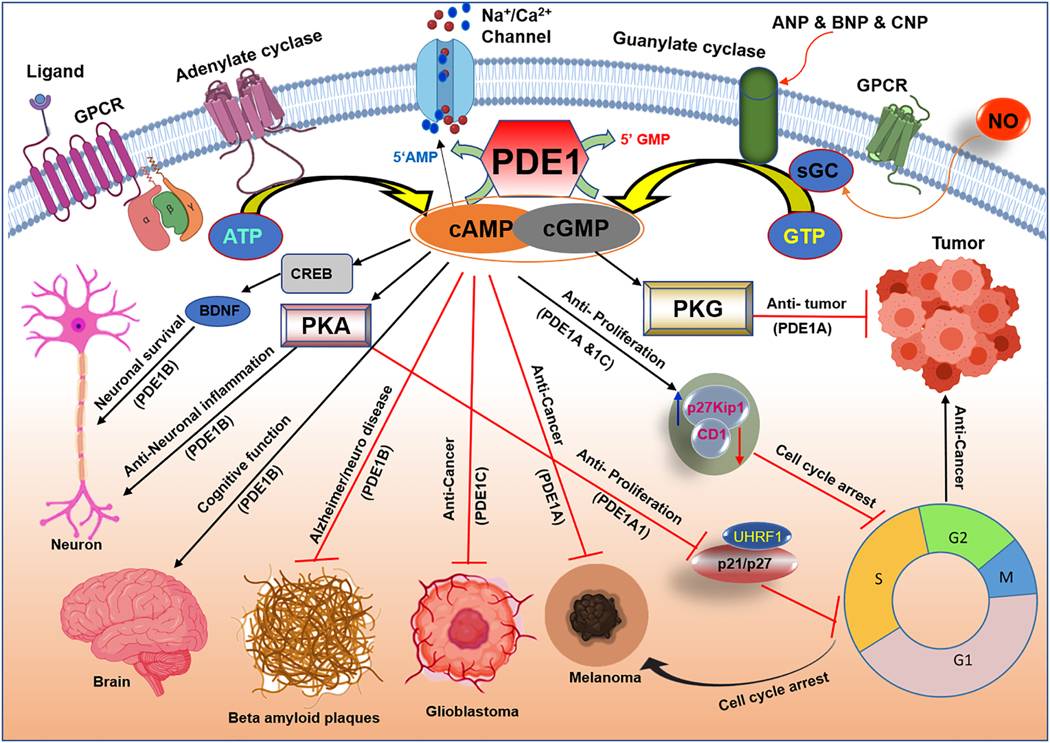 Na⁺/Ca²⁺
Channel
ANP & BNP & CNP
Guanylate cyclase
Adenylate cyclase
Ligand
GPCR
GPCR
NO
sGC
5‘AMP
PDE1
5’ GMP
ATP
cAMP
cGMP
GTP
Tumor
CREB
BDNF
PKA
PKG
Anti- tumor
(PDE1A)
Anti- Proliferation
(PDE1A &1C)
α
β
γ
Neuronal survival
(PDE1B)
Anti-Neuronal inflammation
(PDE1B)
Cognitive function
(PDE1B)
Alzheimer/neuro disease
(PDE1B)
Anti-Cancer
(PDE1C)
Anti-Cancer
(PDE1A)
Anti- Proliferation
(PDE1A1)
p27Kip1
CD1
Cell cycle arrest
Anti-Cancer
UHRF1
p21/p27
S
G2
M
G1
Neuron
Brain
Beta amyloid plaques
Glioblastoma
Melanoma
Cell cycle arrest